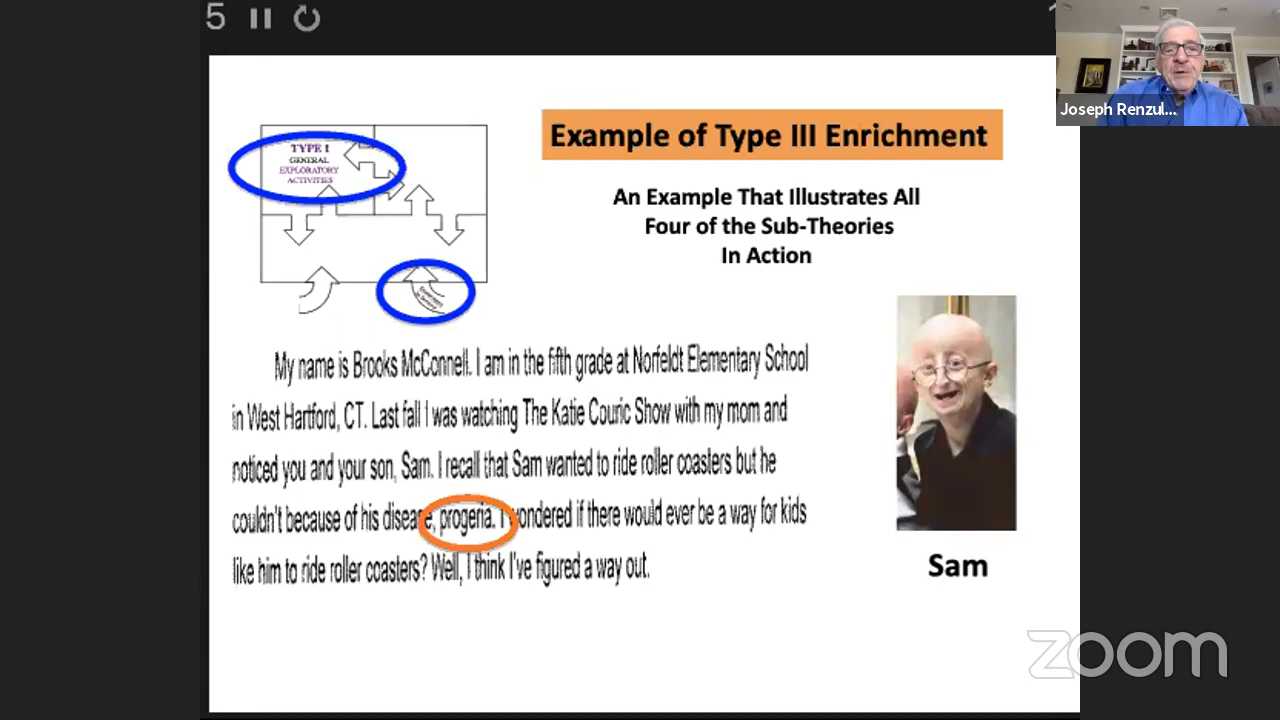 5
Joseph Renzul...
Example of Type III Enrichment
TYPE I
GENERAL
EXPLORATORY
ACTIVITIES
An Example That Illustrates All
Four of the Sub-Theories
In Action
My name is Brooks McConnell. I am in the fifth grade at Norfeldt Elementary School
in West Hartford, CT. Last fall I was watching The Katie Couric Show with my mom and
noticed you and your son, Sam. I recall that Sam wanted to ride roller coasters but he
couldn't because of his disease, progeria. I wondered if there would ever be a way for kids
like him to ride roller coasters? Well, I think I've figured a way out.
Sam
zoom